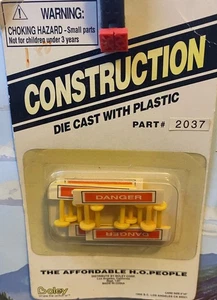 WARNING:
CHOKING HAZARD - Small parts
Not for children under 3 years
CONSTRUCTION
DIE CAST WITH PLASTIC
PART# 2037
DANGER
DANGER
THE AFFORDABLE H.O. PEOPLE
Boley